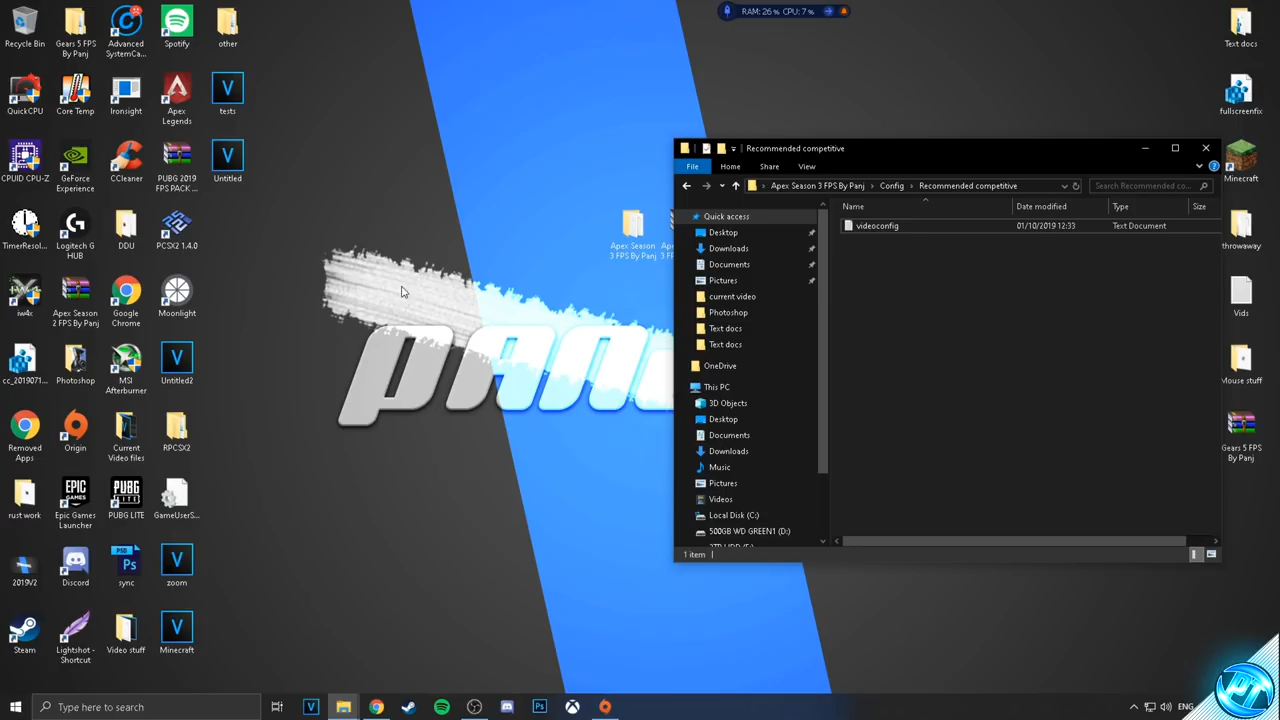 RAM: 26 % CPU: 7 %
Recycle Bin
Gears 5 FPS
By Panj
Advanced
SystemCa...
Spotify
other
QuickCPU
Core Temp
Ironsight
Apex
Legends
tests
CPUID CPU-Z
GeForce
Experience
CCleaner
PUBG 2019
FPS PACK ...
Untitled
TimerResol...
Logitech G
HUB
DDU
PCSX2 1.4.0
iw4x
Apex Season
2 FPS By Panj
Google
Chrome
Moonlight
cc_2019071...
Photoshop
MSI
Afterburner
Untitled2
Removed
Apps
Origin
Current
Video files
RPCSX2
rust work
Epic Games
Launcher
PUBG LITE
GameUserS...
2019V2
Discord
sync
zoom
Steam
Lightshot -
Shortcut
Video stuff
Minecraft
Apex Season
3 FPS By Panj
Recommended competitive
File
Home
Share
View
Apex Season 3 FPS By Panj
Config
Recommended competitive
Search Recommended co...
Name
Date modified
Type
Size
videoconfig
01/10/2019 12:33
Text Document
Quick access
Desktop
Downloads
Documents
Pictures
current video
Photoshop
Text docs
Text docs
OneDrive
This PC
3D Objects
Desktop
Documents
Downloads
Music
Pictures
Videos
Local Disk (C:)
500GB WD GREEN1 (D:)
1 item
Text docs
fullscreenfix
Minecraft
throwaway
Vids
Mouse stuff
Gears 5 FPS
By Panj
Type here to search
ENG